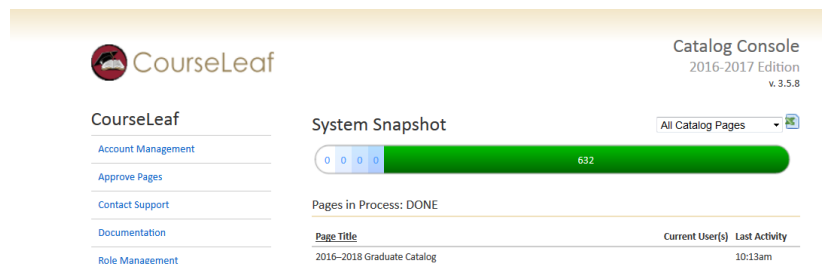 CourseLeaf
Catalog Console
2016-2017 Edition
v. 3.5.8
CourseLeaf
Account Management
Approve Pages
Contact Support
Documentation
Role Management
System Snapshot
All Catalog Pages
0 0 0 0 632
Pages in Process: DONE
Page Title Current User(s) Last Activity
2016–2018 Graduate Catalog 10:13am